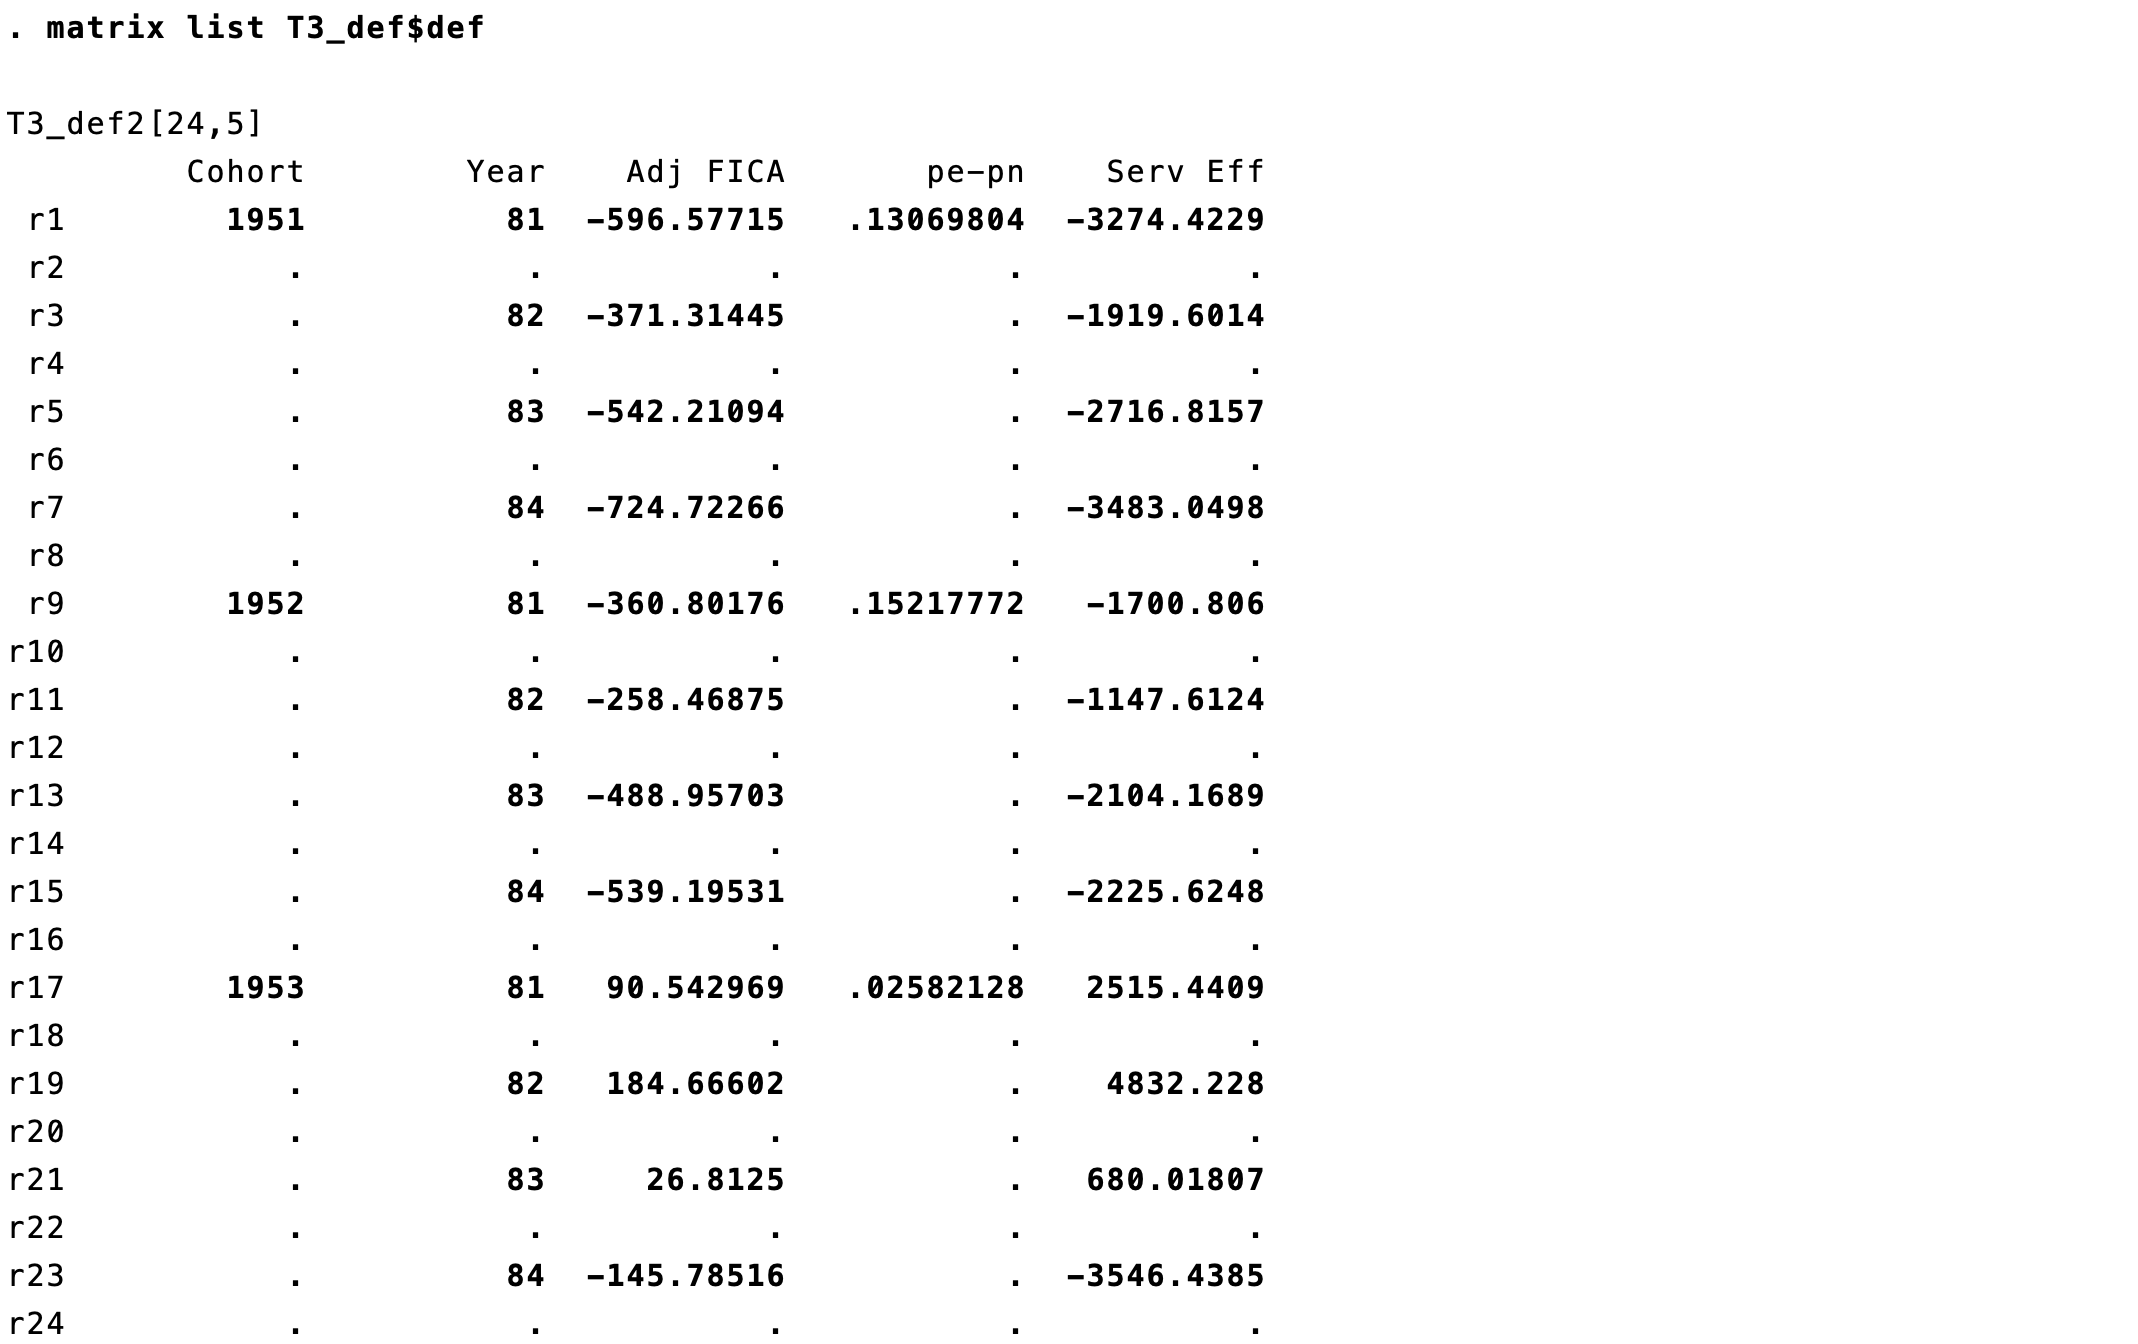 . matrix list T3_def$def
T3_def2[24,5]
Cohort Year Adj FICA pe-pn Serv Eff
r1 1951 81 -596.57715 .13069804 -3274.4229
r2 . . . . .
r3 . 82 -371.31445 . -1919.6014
r4 . . . . .
r5 . 83 -542.21094 . -2716.8157
r6 . . . . .
r7 . 84 -724.72266 . -3483.0498
r8 . . . . .
r9 1952 81 -360.80176 .15217772 -1700.806
r10 . . . . .
r11 . 82 -258.46875 . -1147.6124
r12 . . . . .
r13 . 83 -488.95703 . -2104.1689
r14 . . . . .
r15 . 84 -539.19531 . -2225.6248
r16 . . . . .
r17 1953 81 90.542969 .02582128 2515.4409
r18 . . . . .
r19 . 82 184.66602 . 4832.228
r20 . . . . .
r21 . 83 26.8125 . 680.01807
r22 . . . . .
r23 . 84 -145.78516 . -3546.4385
r24 . . . . .